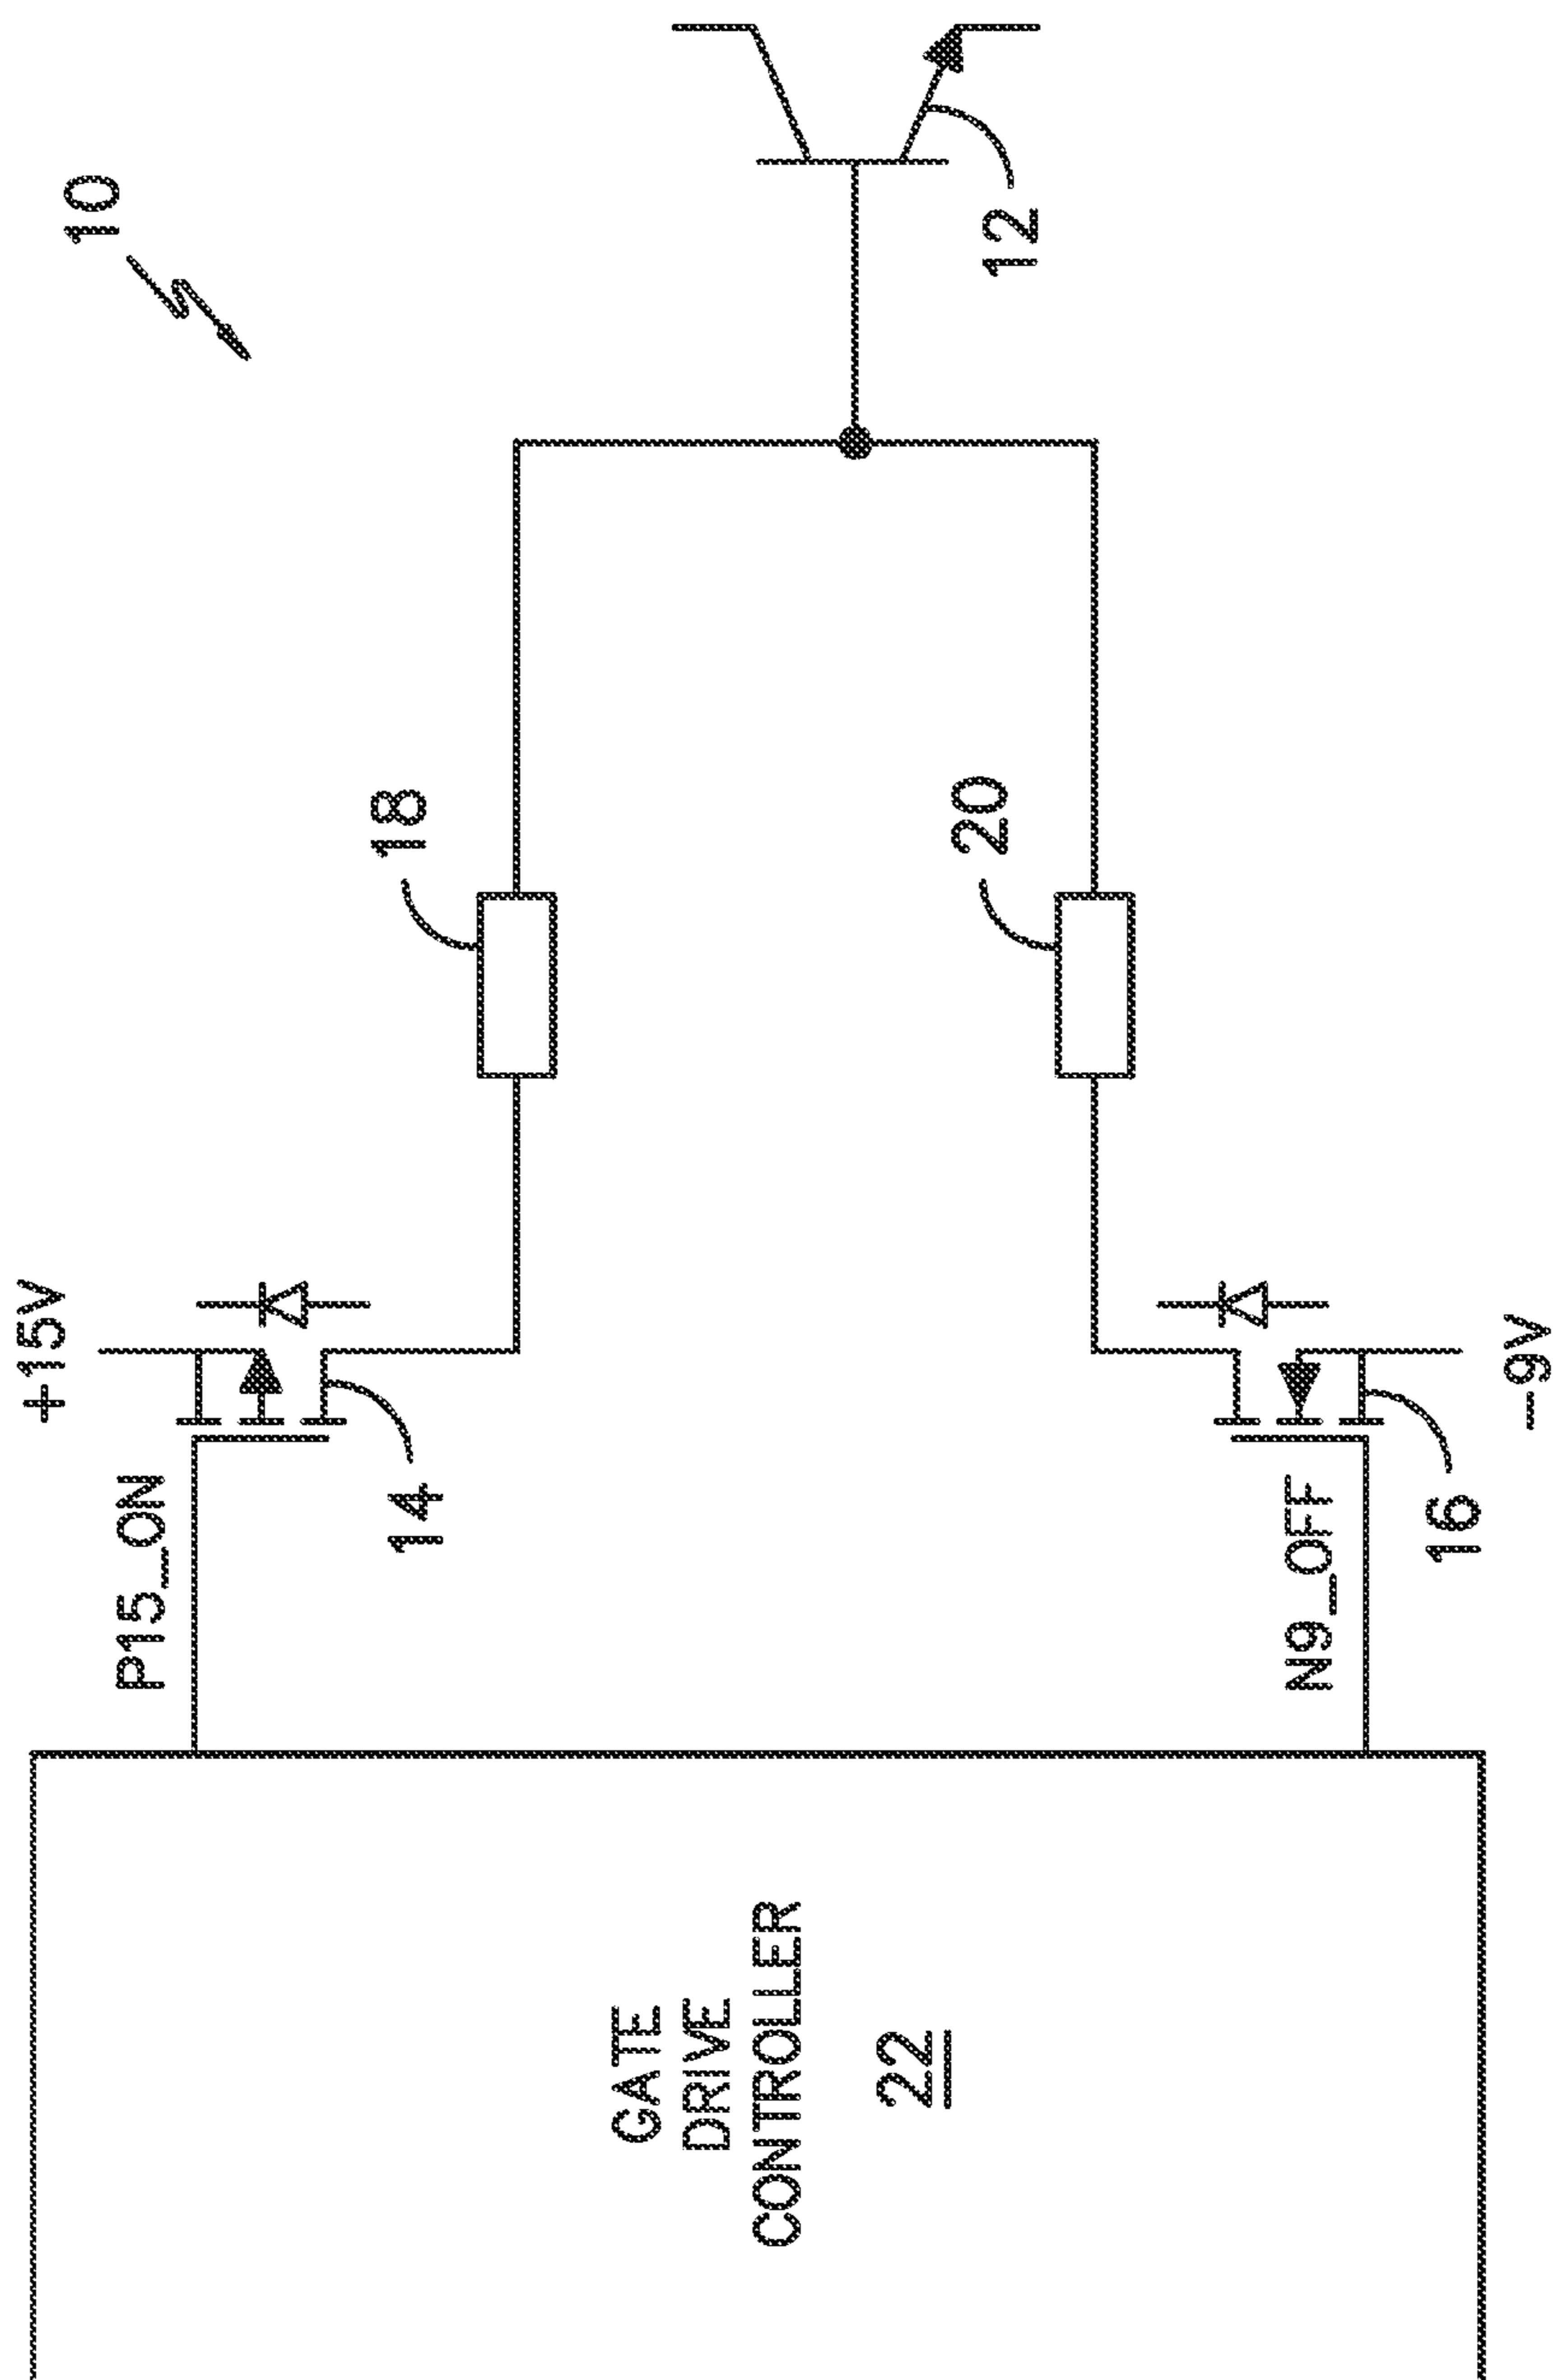 10
+15V
P15_ON
14
18
12
GATE
DRIVE
CONTROLLER
22
20
N9_OFF
16
−9V